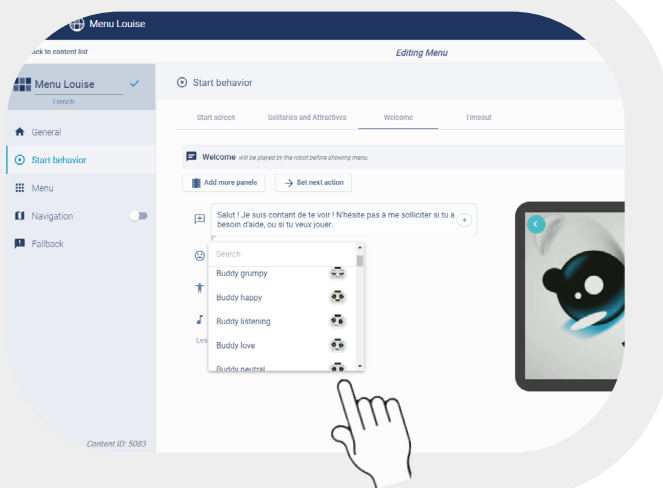 Menu Louise
to content list
Editing Menu
Menu Louise
French
Start behavior
General
Start behavior
Menu
Navigation
Fallback
Content ID: 5083
Start screen
Solitaries and Attractives
Welcome
Timeout
Welcome will be played by the robot before showing menu.
Add more panels
Set next action
Salut ! Je suis contant de te voir ! N'hésite pas à me solliciter si tu a
besoin d'aide, ou si tu veux jouer.
Search
Buddy grumpy
Buddy happy
Buddy listening
Buddy love
Buddy neutral
Les